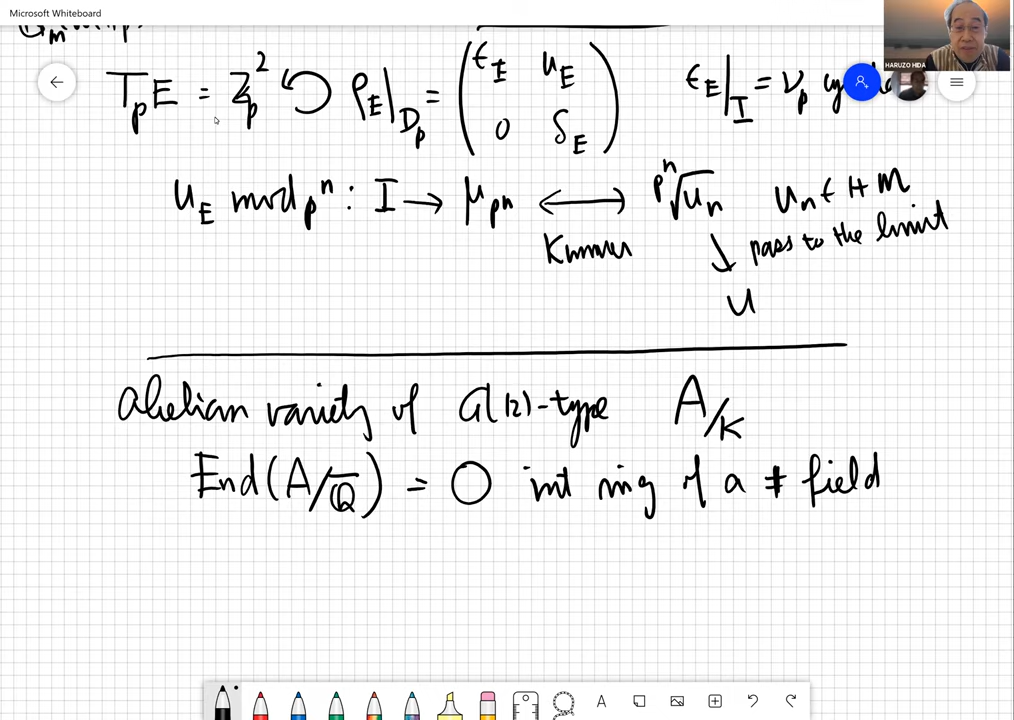 Microsoft Whiteboard
HARUZO HIDA
T_pE = ℤ_p^2 ↺ ρ_E|_{D_p} = ( ε_E u_E ; 0 δ_E ) ε_E|_I = ν_p
u_E mod p^n : I → μ_{p^n} ↔ p^n√u_n u_n ∈ H M
Kummer ↓ pass to the limit
u
abelian variety of Gl(2)-type A/K
End(A/ℚ̄) = O int ring of a # field
A